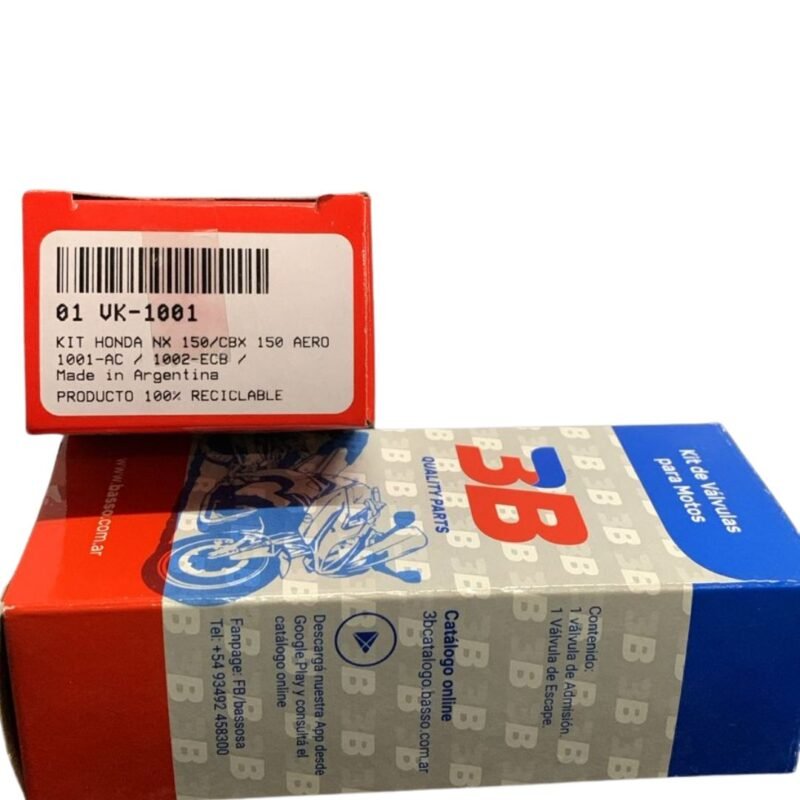 01 VK-1001
KIT HONDA NX 150/CBX 150 AERO
1001-AC / 1002-ECB /
Made in Argentina
PRODUCTO 100% RECICLABLE
www.basso.com.ar
3B
QUALITY PARTS
Kit de Válvulas
para Motos
Contenido:
1 válvula de Admisión.
1 Válvula de Escape.
Catálogo online
3bcatalogo.basso.com.ar
Descargá nuestra App desde
Google Play y consultá el
catálogo online
Fanpage: FB/bassosa
Tel: +54 93492 458300